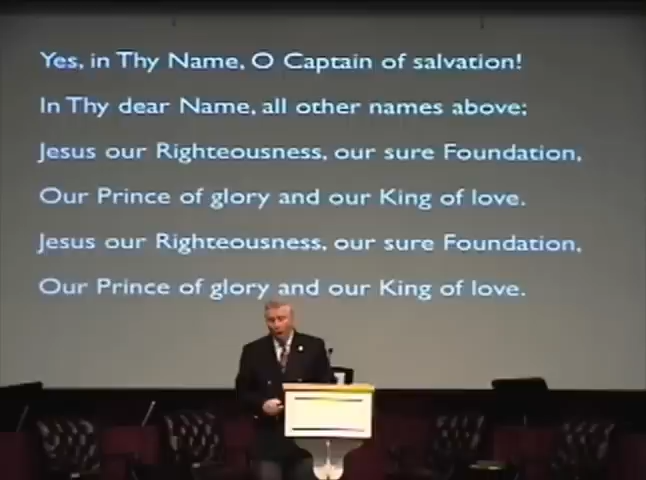 Yes, in Thy Name, O Captain of salvation!
In Thy dear Name, all other names above;
Jesus our Righteousness, our sure Foundation,
Our Prince of glory and our King of love.
Jesus our Righteousness, our sure Foundation,
Our Prince of glory and our King of love.